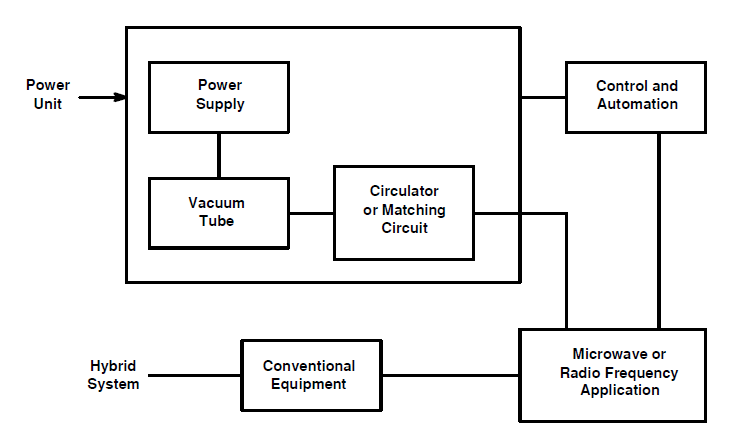 Power
Unit
Power
Supply
Control and
Automation
Vacuum
Tube
Circulator
or Matching
Circuit
Hybrid
System
Conventional
Equipment
Microwave or
Radio Frequency
Application